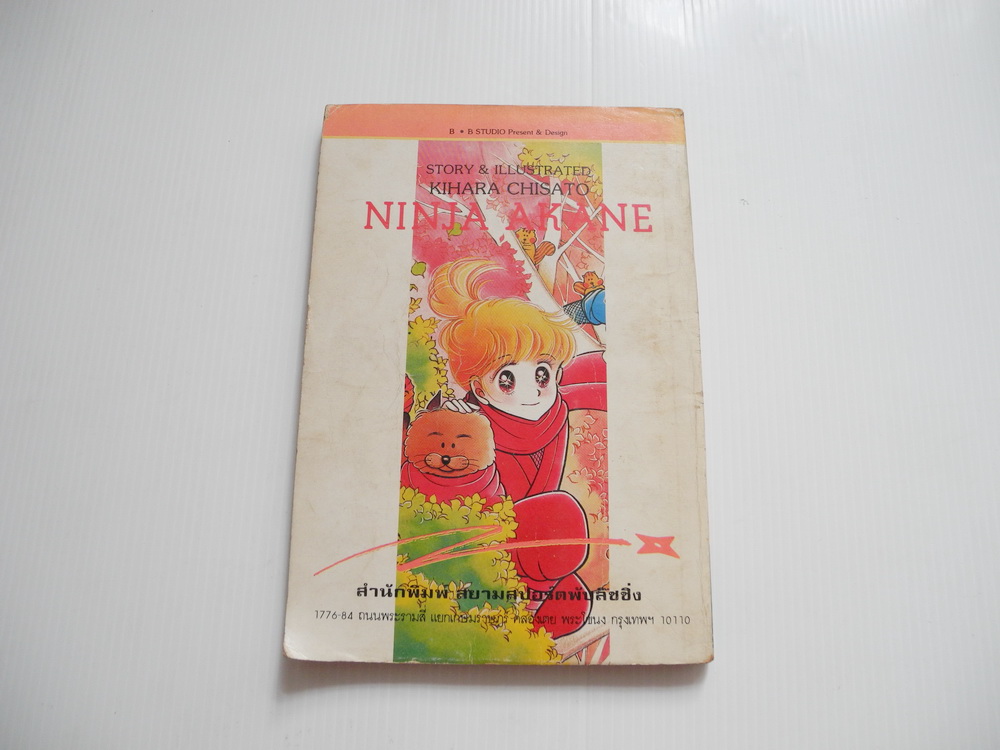 B • B.STUDIO Present & Design
STORY & ILLUSTRATED
KIHARA CHISATO
NINJA AKANE
สำนักพิมพ์ สยามสปอร์ตพับลิชชิ่ง
1776-84 ถนนพระรามสี่ แยกเกษมราษฎร์ คลองเตย พระโขนง กรุงเทพฯ 10110